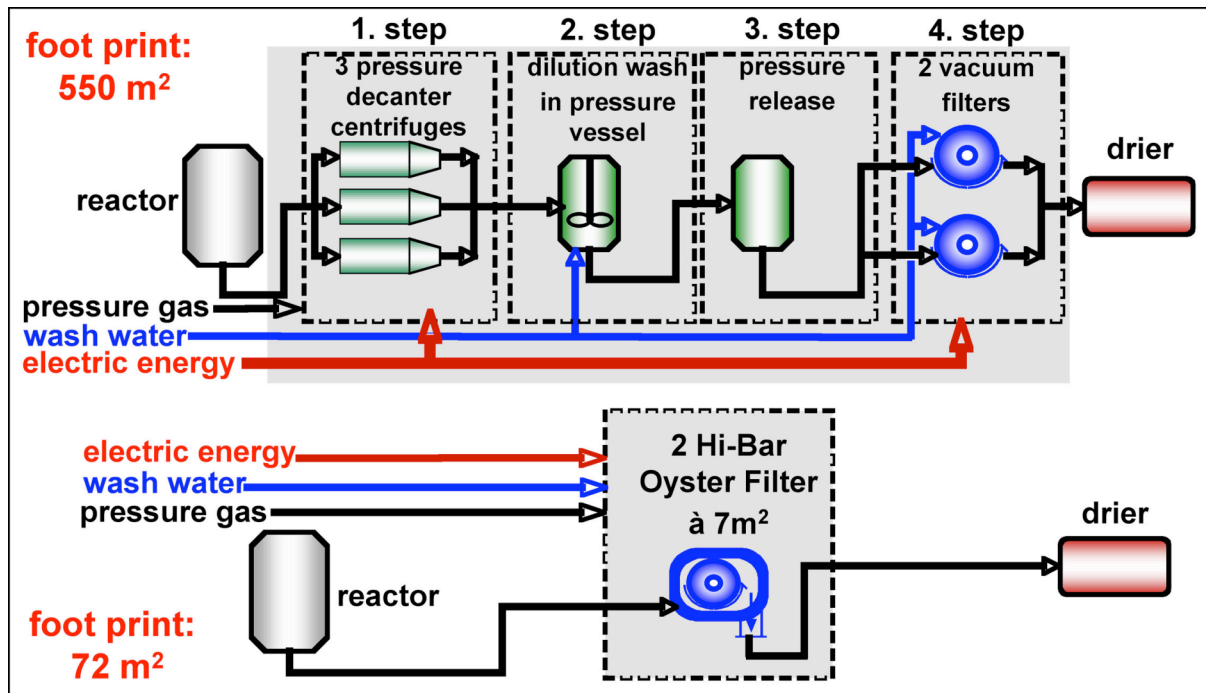 foot print:
550 m²
1. step
2. step
3. step
4. step
3 pressure
decanter
centrifuges
dilution wash
in pressure
vessel
pressure
release
2 vacuum
filters
reactor
drier
pressure gas
wash water
electric energy
electric energy
wash water
pressure gas
2 Hi-Bar
Oyster Filter
à 7m²
drier
reactor
foot print:
72 m²